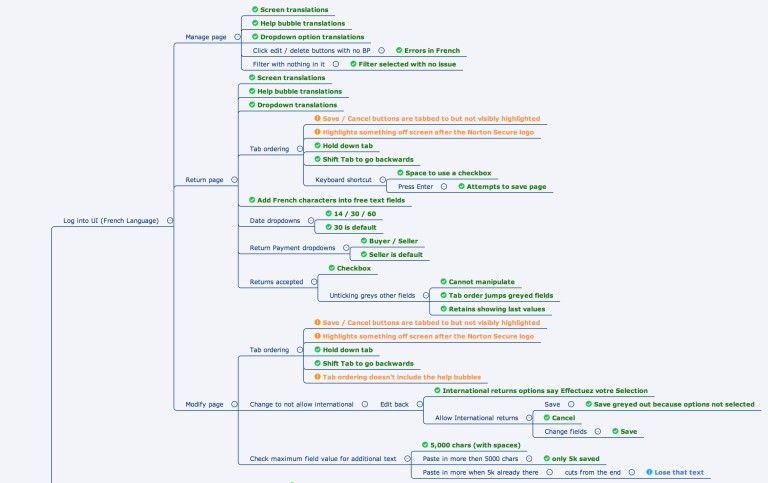 Screen translations
Help bubble translations
Manage page
Dropdown option translations
Click edit / delete buttons with no BP
Errors in French
Filter with nothing in it
Filter selected with no issue
Screen translations
Help bubble translations
Dropdown translations
Save / Cancel buttons are tabbed to but not visibly highlighted
Highlights something off screen after the Norton Secure logo
Tab ordering
Hold down tab
Shift Tab to go backwards
Space to use a checkbox
Return page
Keyboard shortcut
Press Enter
Attempts to save page
Add French characters into free text fields
14 / 30 / 60
Log into UI (French Language)
Date dropdowns
30 is default
Buyer / Seller
Return Payment dropdowns
Seller is default
Checkbox
Returns accepted
Cannot manipulate
Unticking greys other fields
Tab order jumps greyed fields
Retains showing last values
Save / Cancel buttons are tabbed to but not visibly highlighted
Highlights something off screen after the Norton Secure logo
Tab ordering
Hold down tab
Shift Tab to go backwards
Tab ordering doesn't include the help bubbles
International returns options say Effectuez votre Selection
Modify page
Change to not allow international
Edit back
Save
Save greyed out because options not selected
Allow International returns
Cancel
Change fields
Save
5,000 chars (with spaces)
Check maximum field value for additional text
Paste in more then 5000 chars
only 5k saved
Paste in more when 5k already there
cuts from the end
Lose that text